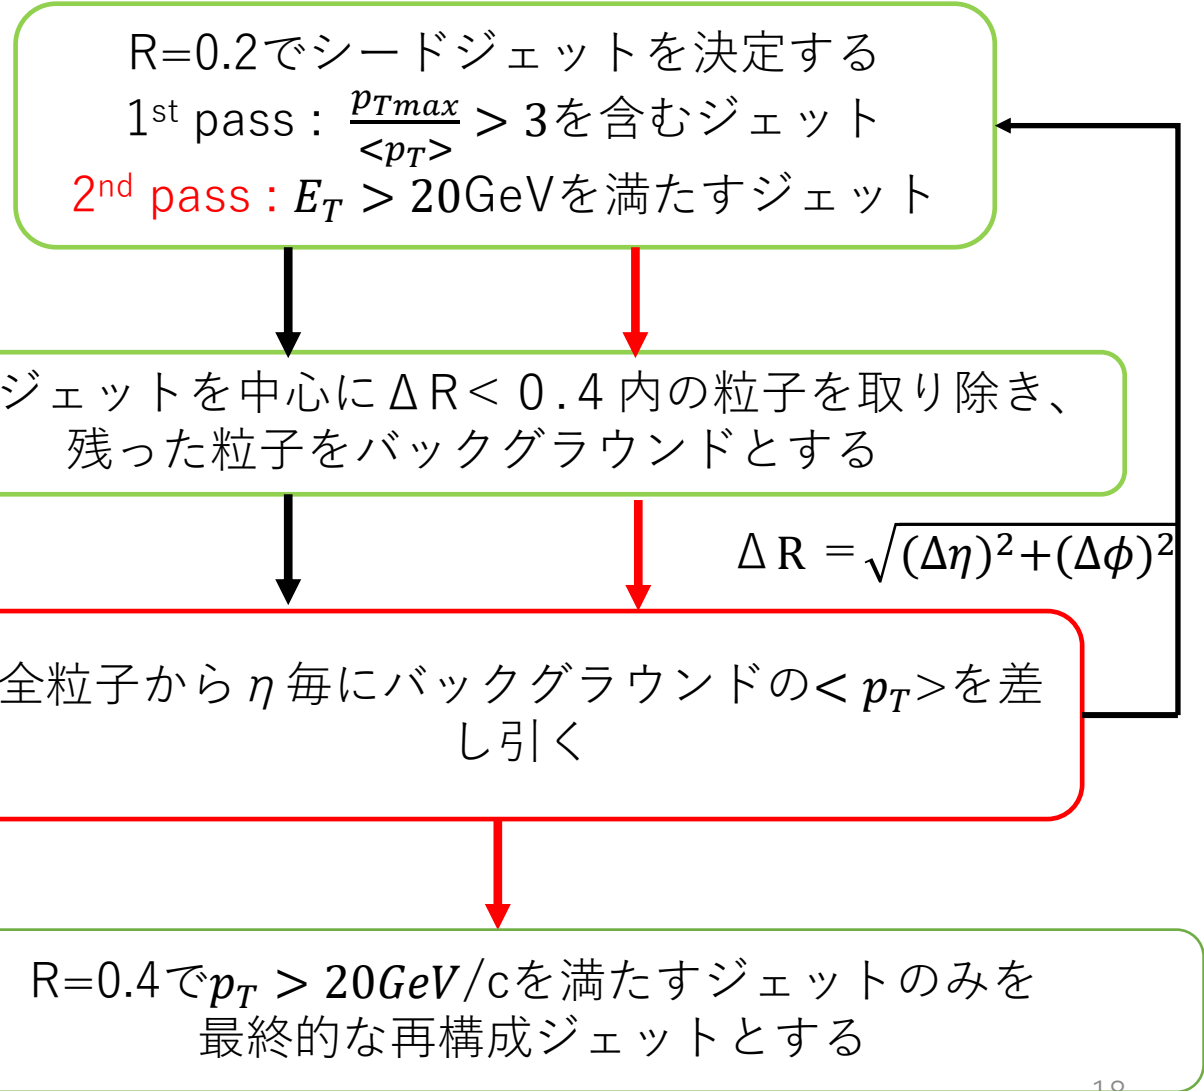 R=0.2でシードジェットを決定する
1st pass : pTmax/<pT> > 3を含むジェット
2nd pass : ET > 20GeVを満たすジェット
ジェットを中心にΔR< 0.4内の粒子を取り除き、
残った粒子をバックグラウンドとする
ΔR = √(Δη)²+(Δϕ)²
全粒子からη毎にバックグラウンドの< pT>を差
し引く
R=0.4でpT > 20GeV/cを満たすジェットのみを
最終的な再構成ジェットとする